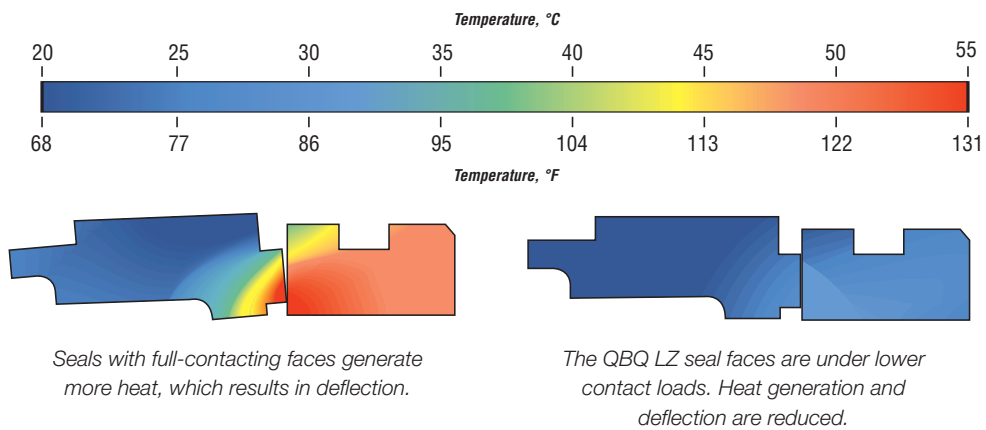 Temperature, °C
20 25 30 35 40 45 50 55
68 77 86 95 104 113 122 131
Temperature, °F
Seals with full-contacting faces generate
more heat, which results in deflection.
The QBQ LZ seal faces are under lower
contact loads. Heat generation and
deflection are reduced.